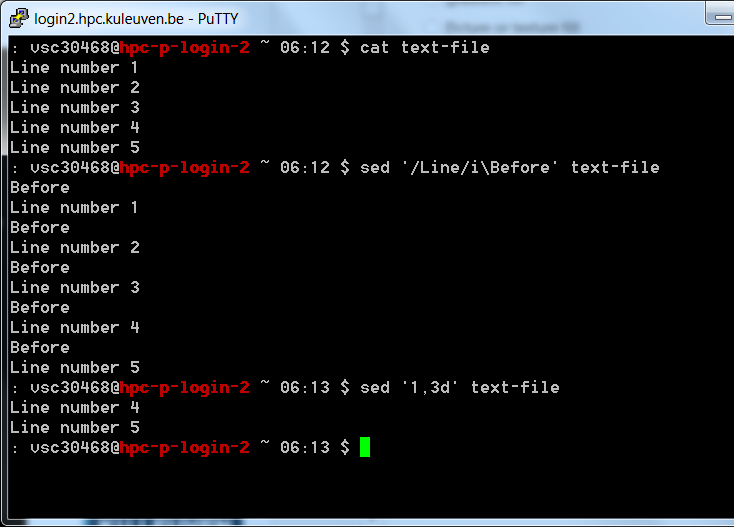 login2.hpc.kuleuven.be - PuTTY
: vsc30468@hpc-p-login-2 ~ 06:12 $ cat text-file
Line number 1
Line number 2
Line number 3
Line number 4
Line number 5
: vsc30468@hpc-p-login-2 ~ 06:12 $ sed '/Line/i\Before' text-file
Before
Line number 1
Before
Line number 2
Before
Line number 3
Before
Line number 4
Before
Line number 5
: vsc30468@hpc-p-login-2 ~ 06:13 $ sed '1,3d' text-file
Line number 4
Line number 5
: vsc30468@hpc-p-login-2 ~ 06:13 $